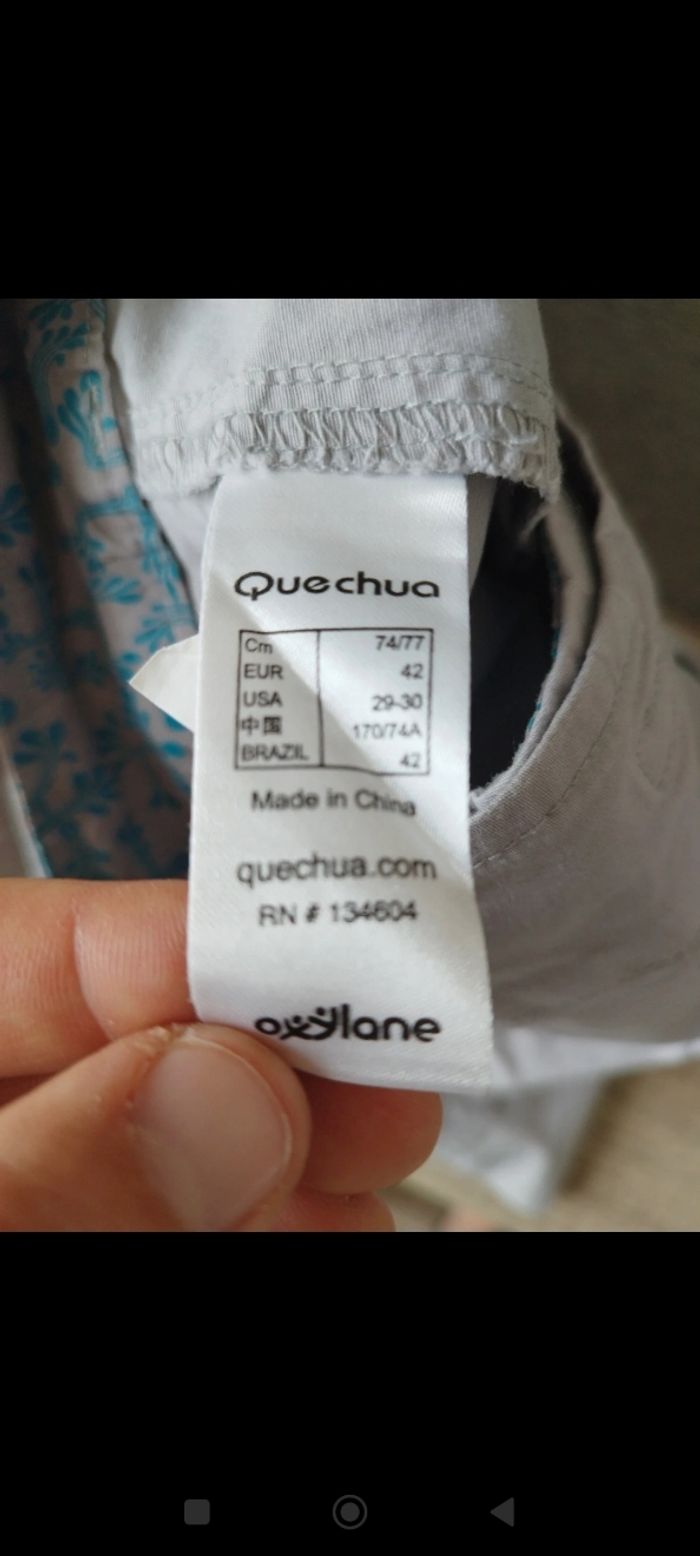 Quechua
Cm 74/77
EUR 42
USA 29-30
中国 170/74A
BRAZIL 42
Made in China
quechua.com
RN # 134604
oxylane